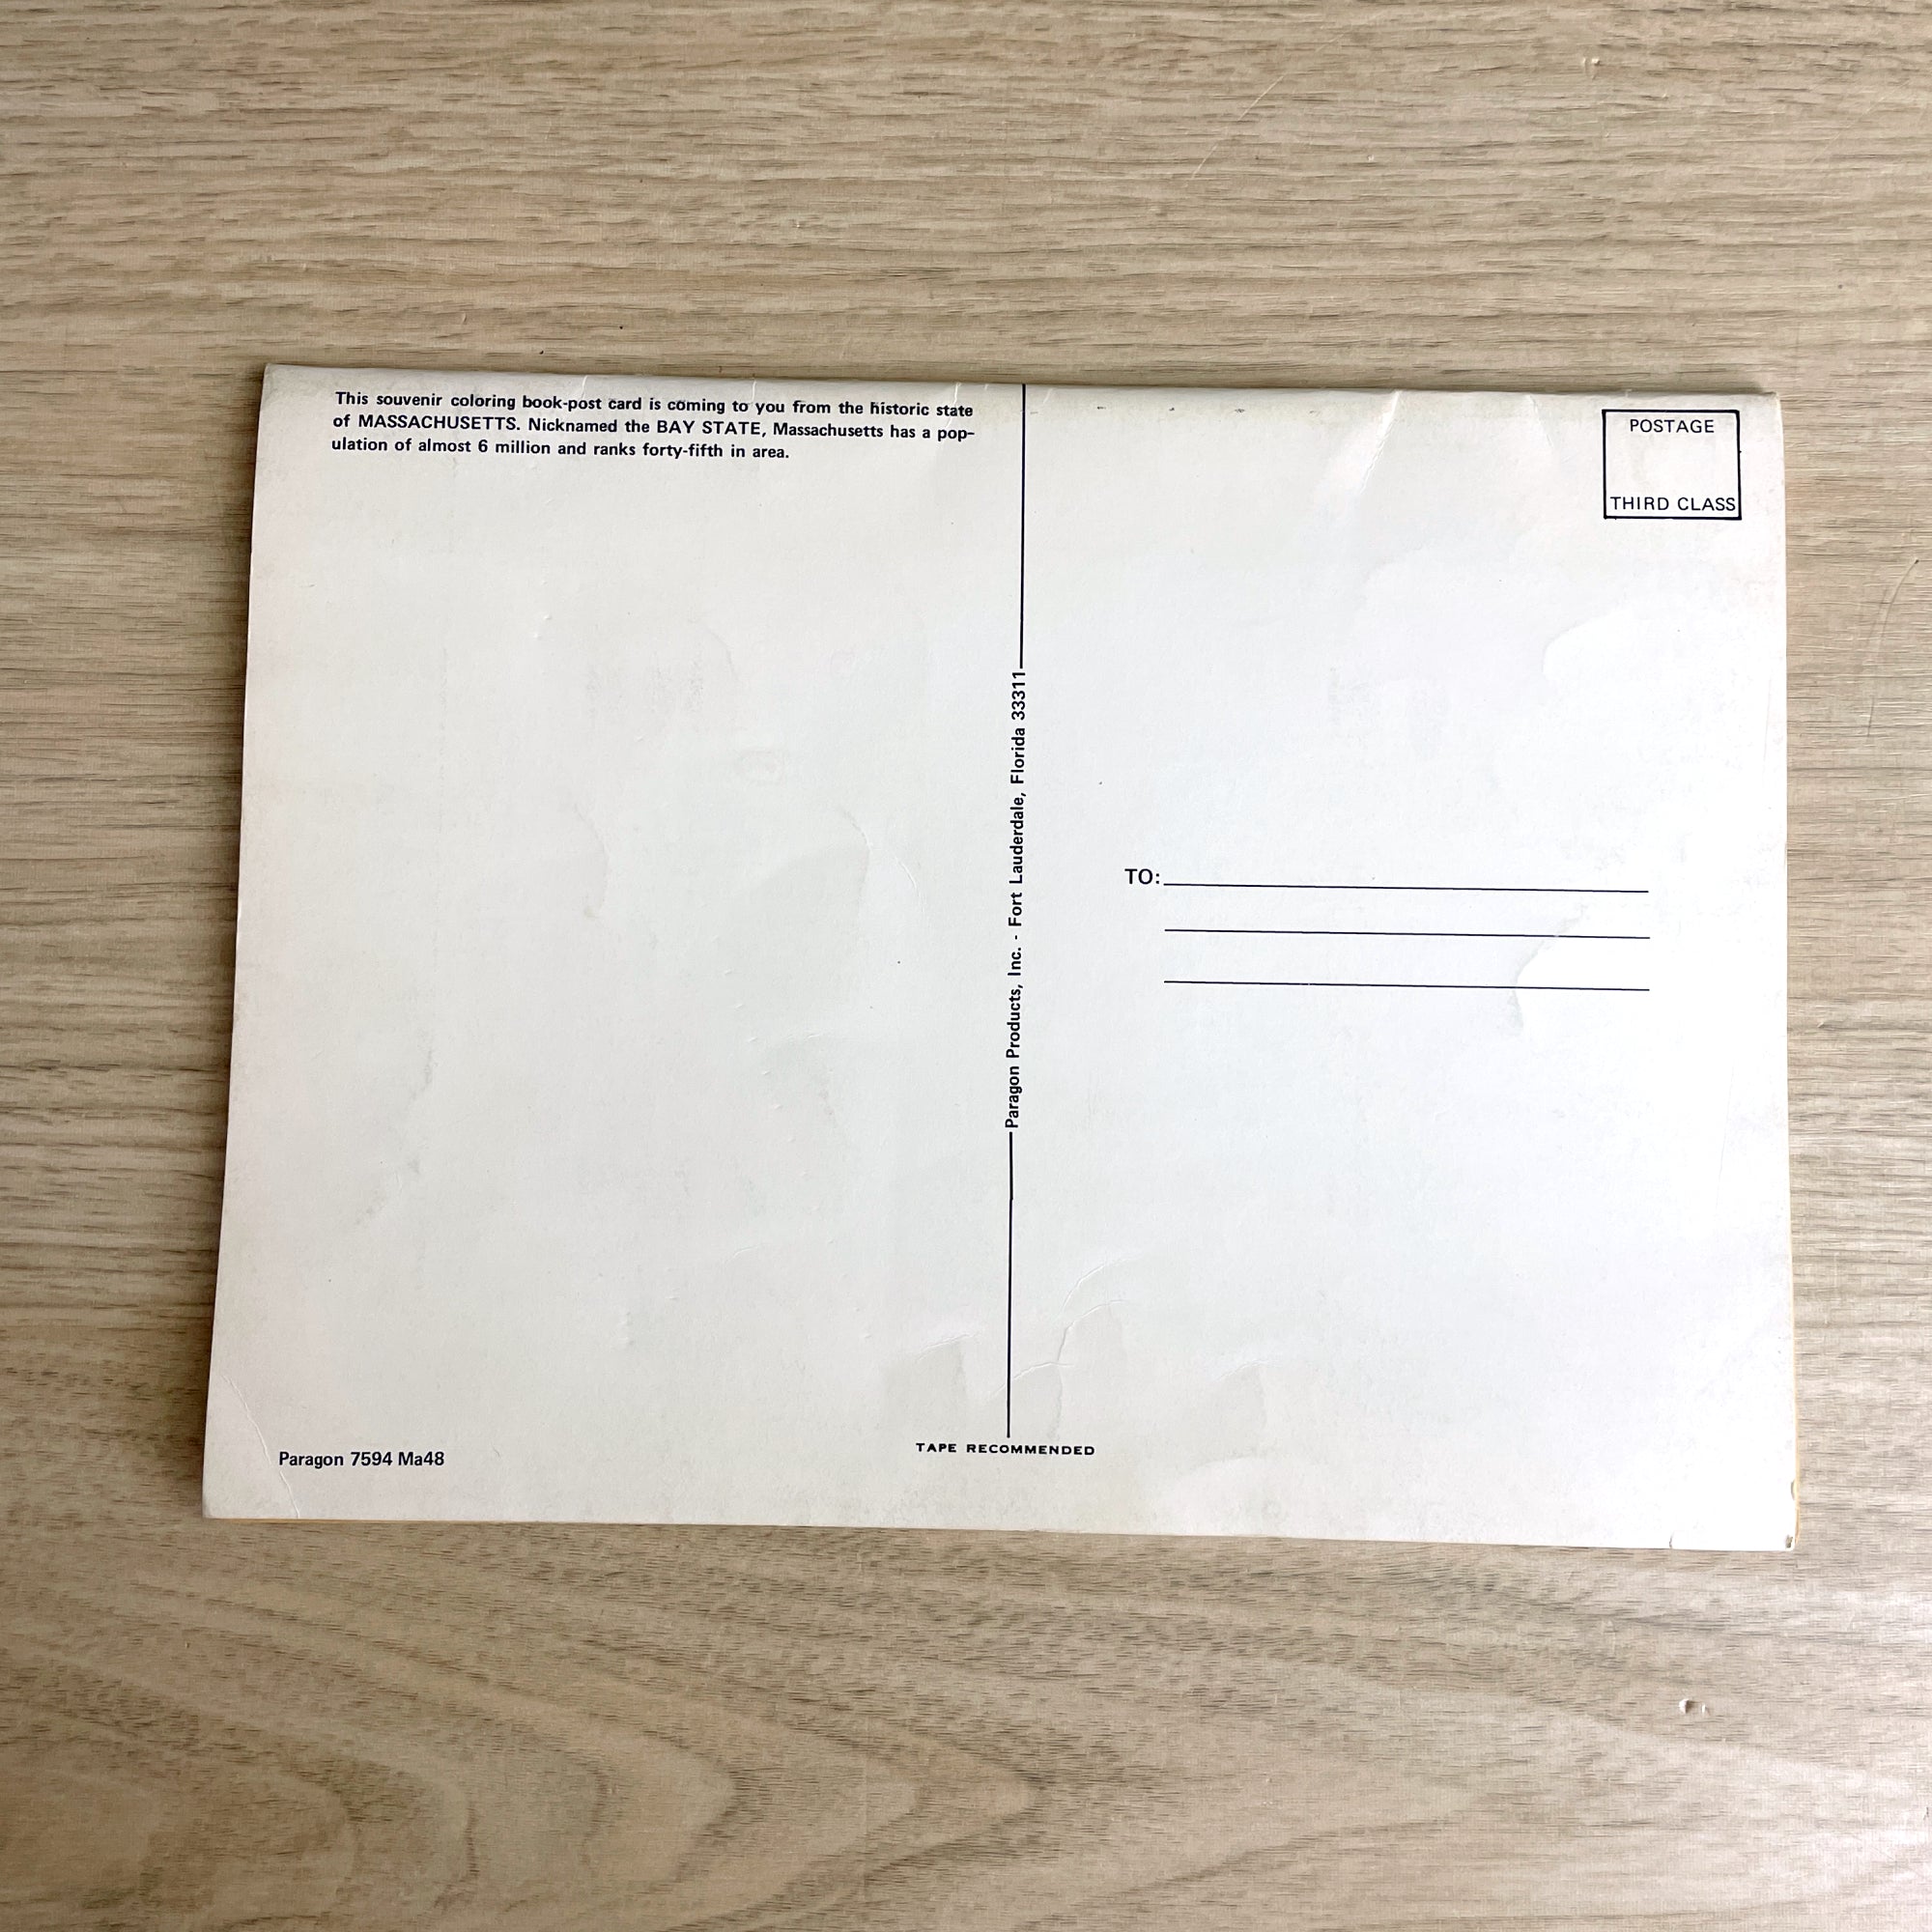 This souvenir coloring book-post card is coming to you from the historic state
of MASSACHUSETTS. Nicknamed the BAY STATE, Massachusetts has a pop-
ulation of almost 6 million and ranks forty-fifth in area.
POSTAGE
THIRD CLASS
Paragon Products, Inc. - Fort Lauderdale, Florida 33311
TO:
TAPE RECOMMENDED
Paragon 7594 Ma48